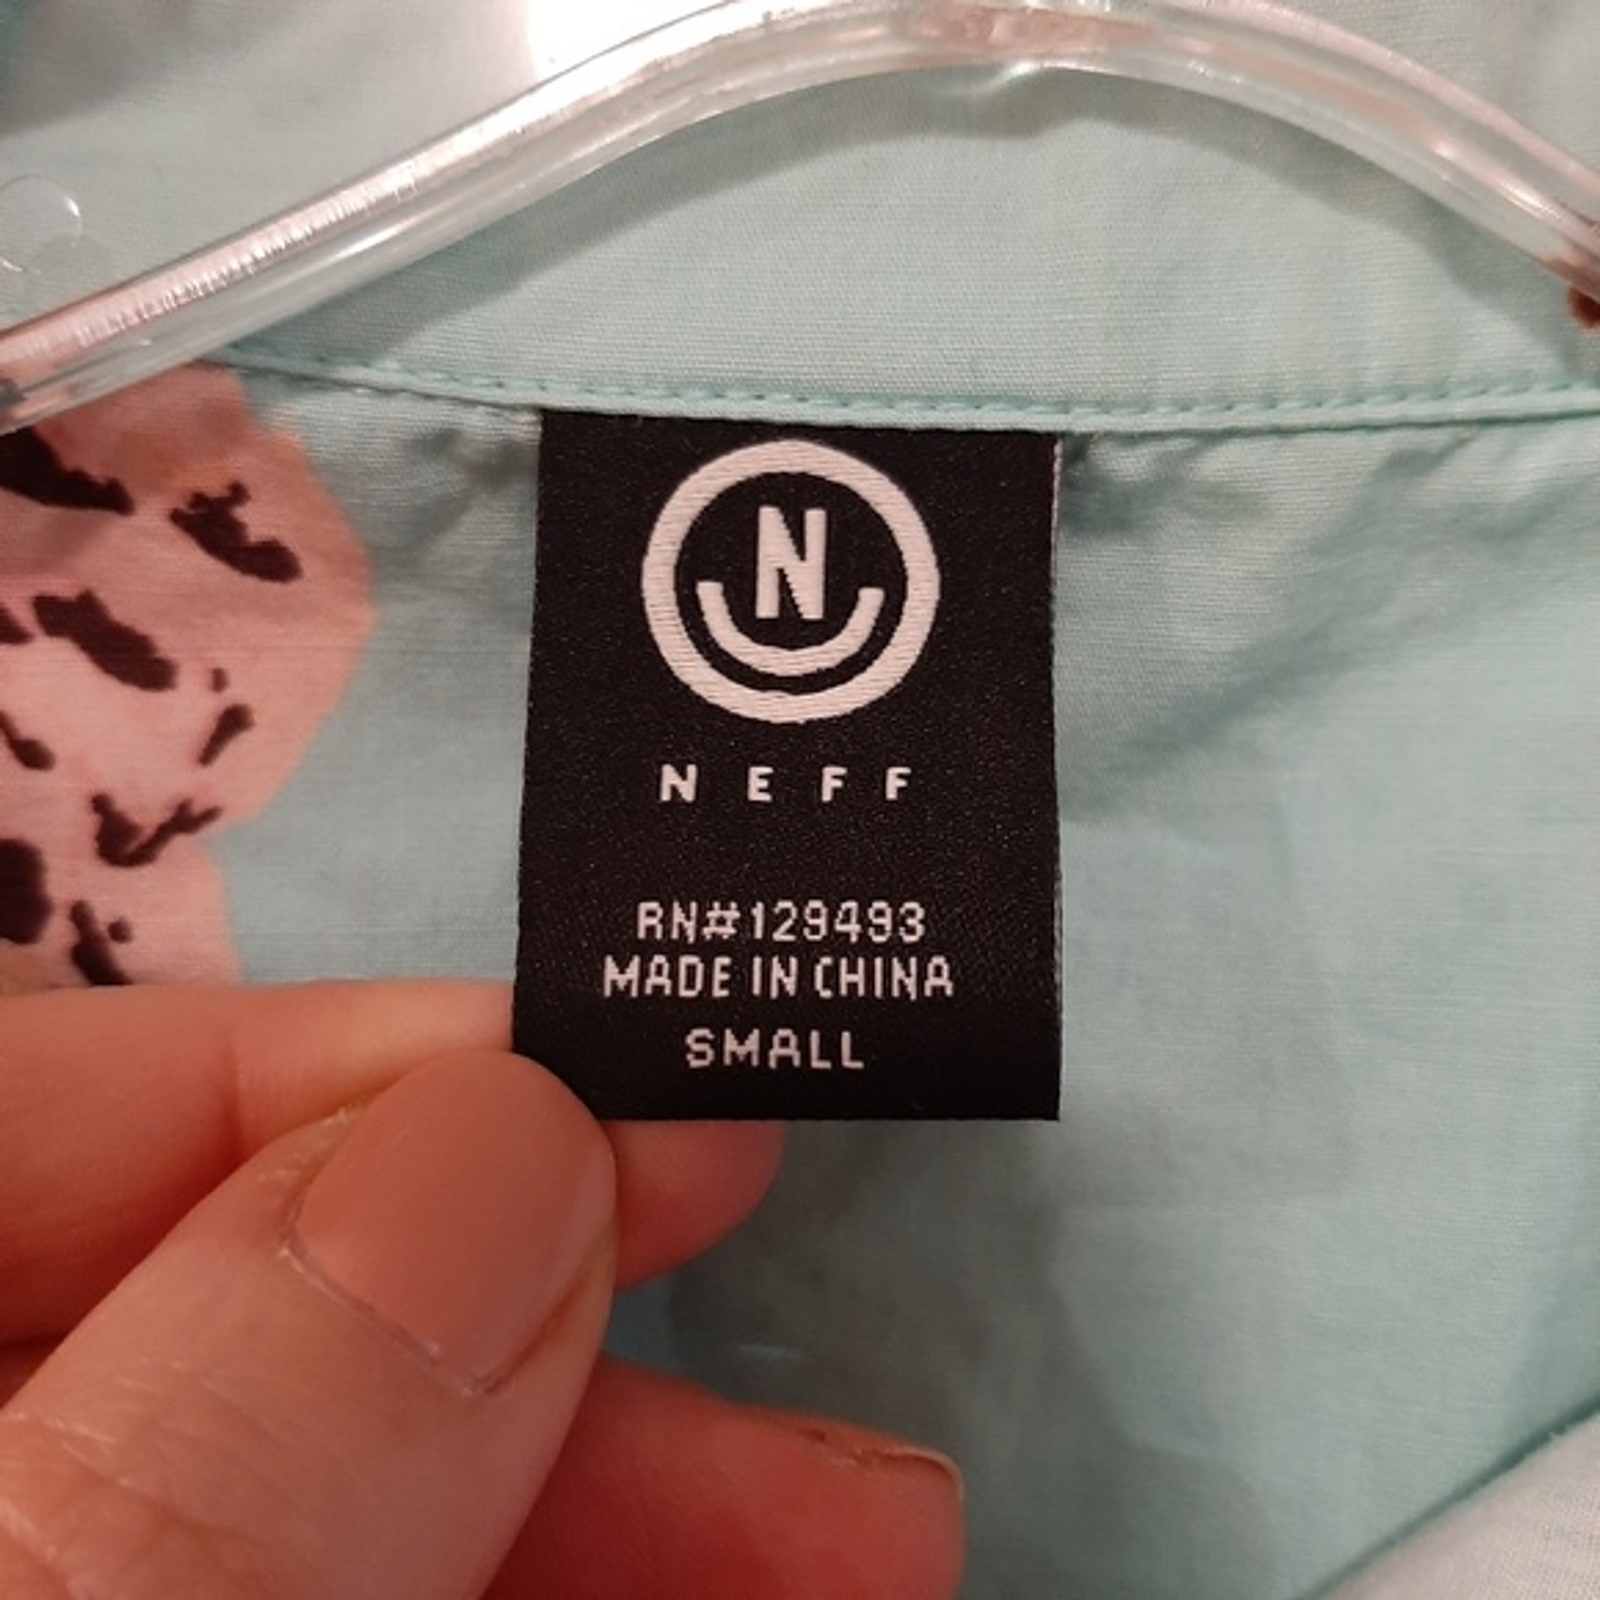 N
NEFF
RN#129493
MADE IN CHINA
SMALL